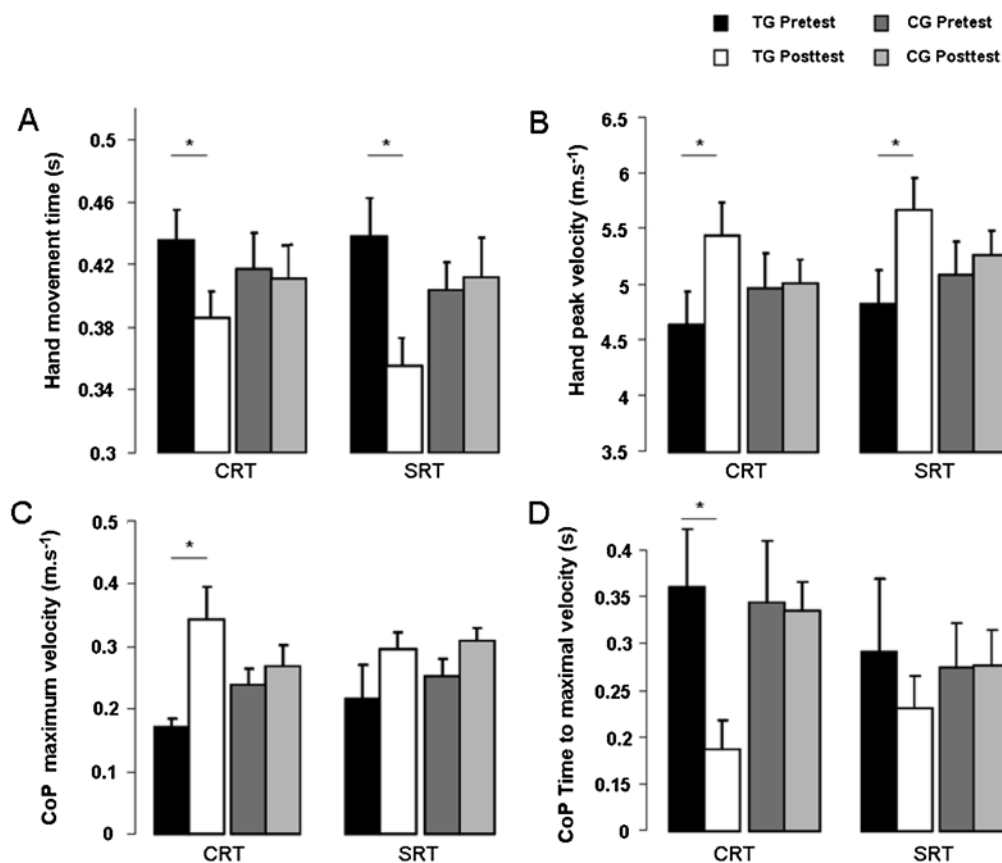 TG Pretest CG Pretest
TG Posttest CG Posttest
A
Hand movement time (s)
0.5
0.46
0.42
0.38
0.34
0.3
* *
CRT SRT
B
Hand peak velocity (m.s-1)
6.5
6
5.5
5
4.5
4
3.5
* *
CRT SRT
C
CoP maximum velocity (m.s-1)
0.5
0.4
0.3
0.2
0.1
0
*
CRT SRT
D
CoP Time to maximal velocity (s)
0.4
0.35
0.3
0.25
0.2
0.15
0
*
CRT SRT